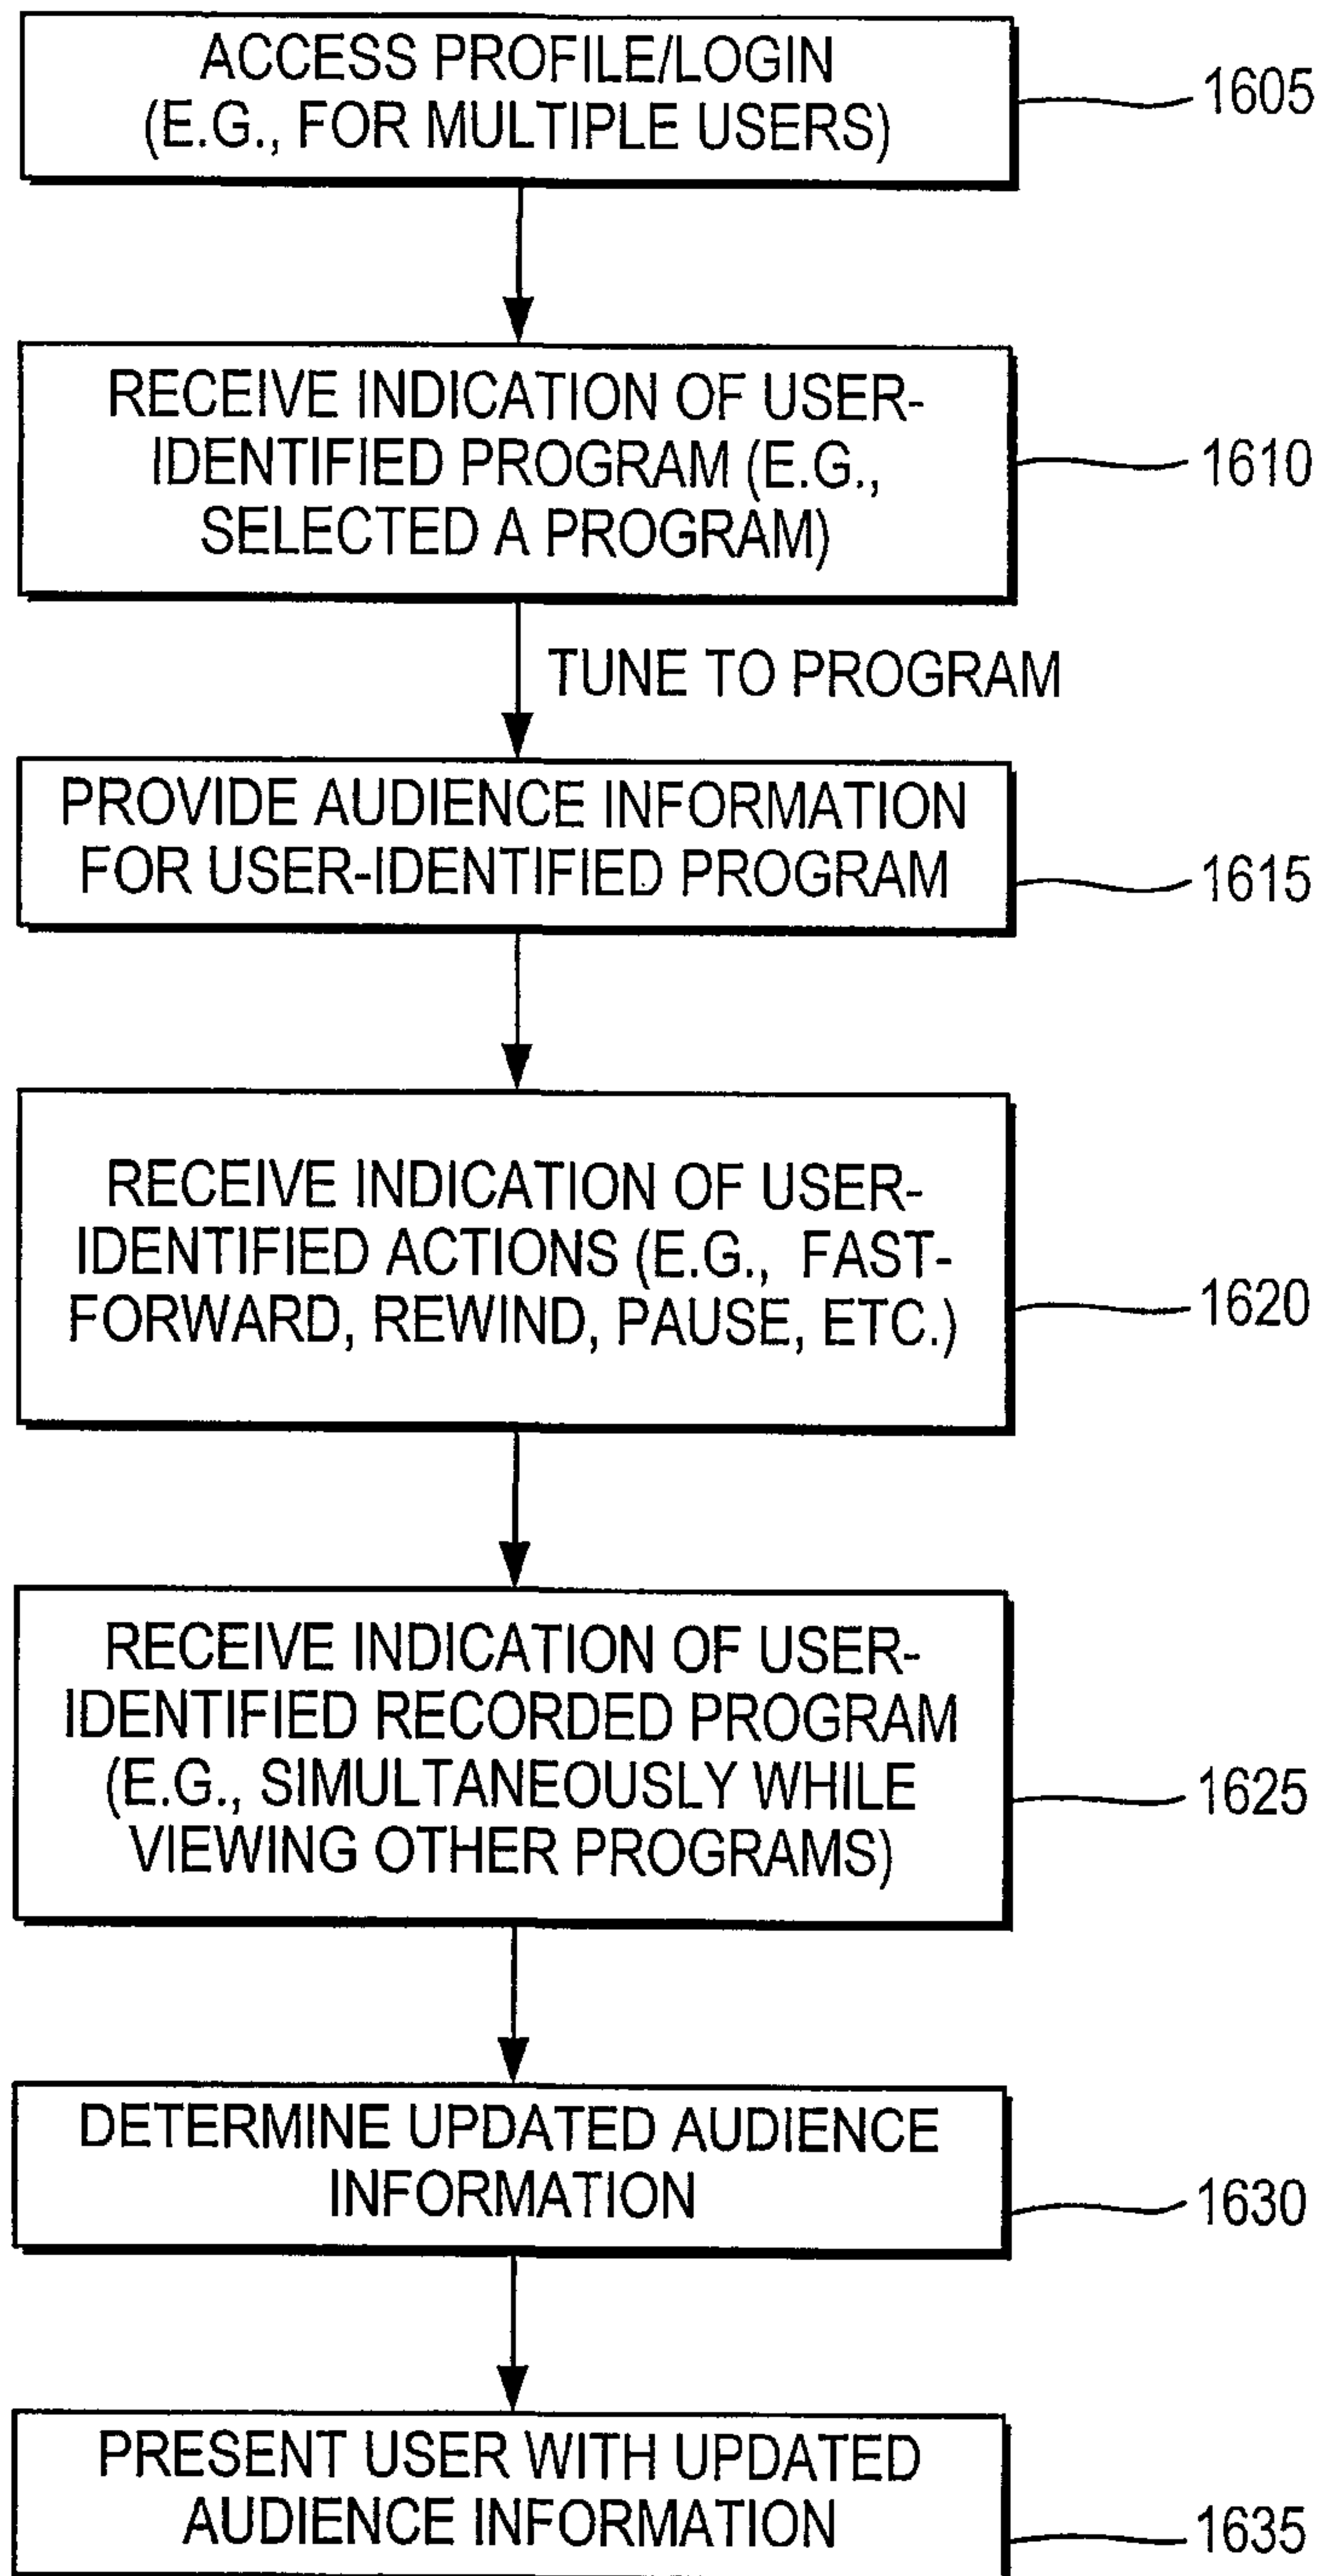 ACCESS PROFILE/LOGIN
(E.G., FOR MULTIPLE USERS)
1605
RECEIVE INDICATION OF USER-
IDENTIFIED PROGRAM (E.G.,
SELECTED A PROGRAM)
1610
TUNE TO PROGRAM
PROVIDE AUDIENCE INFORMATION
FOR USER-IDENTIFIED PROGRAM
1615
RECEIVE INDICATION OF USER-
IDENTIFIED ACTIONS (E.G., FAST-
FORWARD, REWIND, PAUSE, ETC.)
1620
RECEIVE INDICATION OF USER-
IDENTIFIED RECORDED PROGRAM
(E.G., SIMULTANEOUSLY WHILE
VIEWING OTHER PROGRAMS)
1625
DETERMINE UPDATED AUDIENCE
INFORMATION
1630
PRESENT USER WITH UPDATED
AUDIENCE INFORMATION
1635